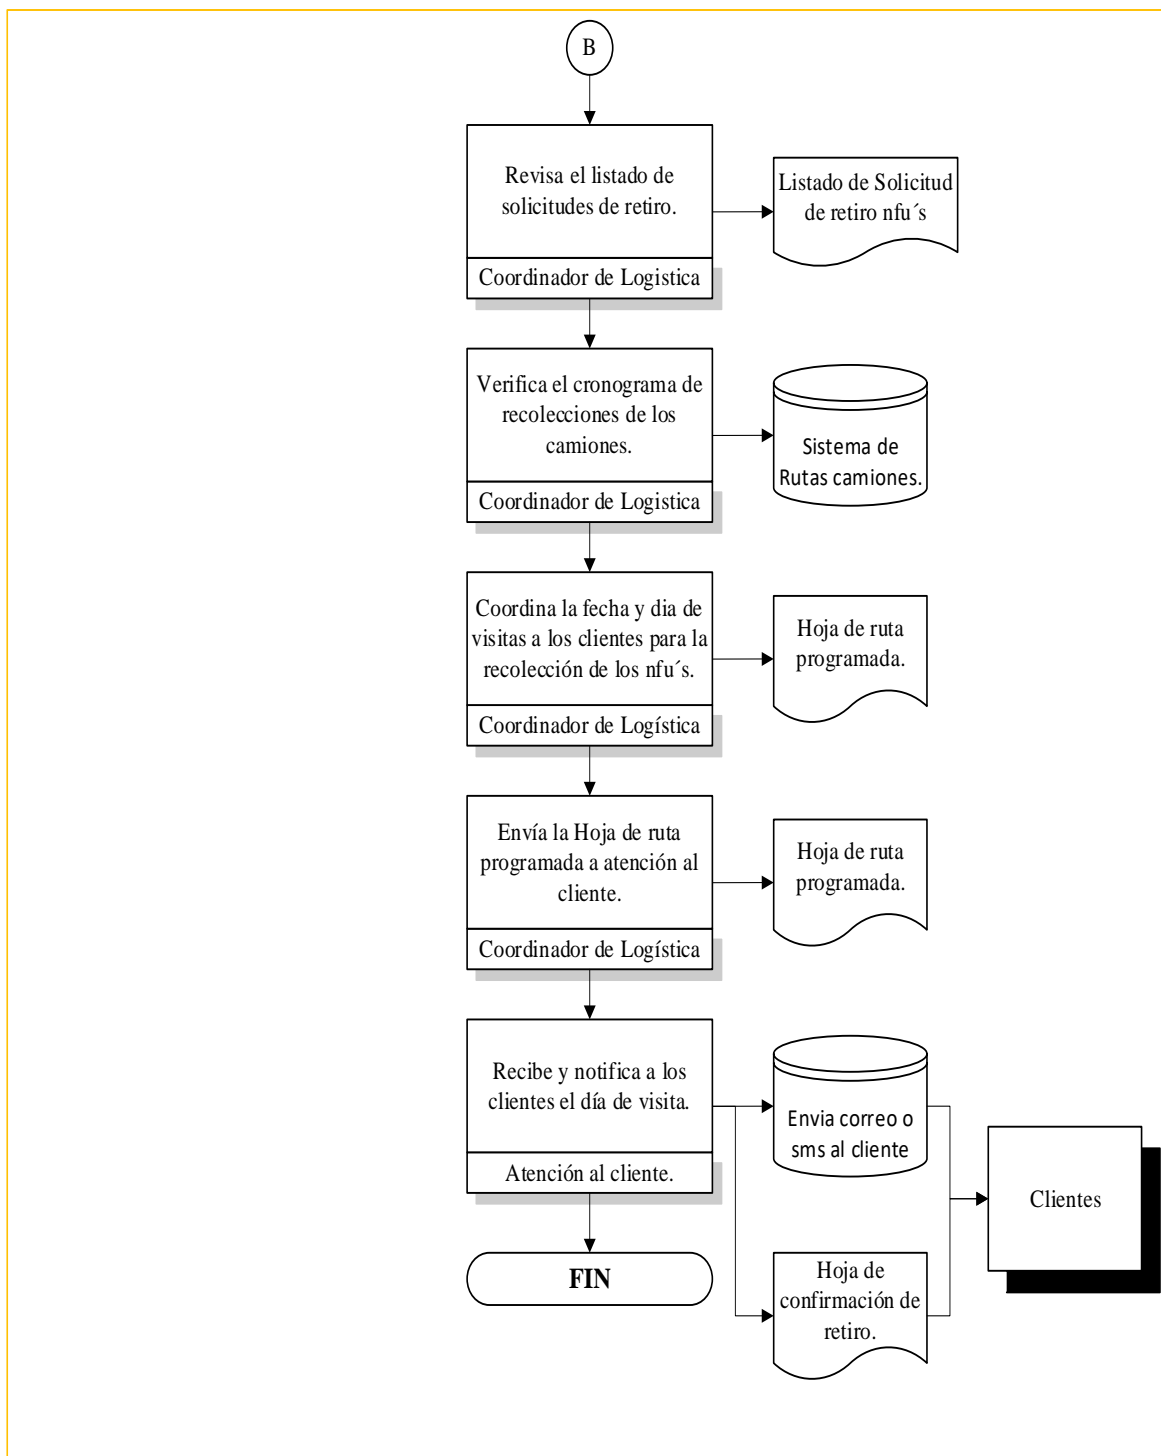 B
Revisa el listado de
solicitudes de retiro.
Coordinador de Logistica
Listado de Solicitud
de retiro nfu´s
Verifica el cronograma de
recolecciones de los
camiones.
Coordinador de Logistica
Sistema de
Rutas camiones.
Coordina la fecha y dia de
visitas a los clientes para la
recolección de los nfu´s.
Coordinador de Logística
Hoja de ruta
programada.
Envía la Hoja de ruta
programada a atención al
cliente.
Coordinador de Logística
Hoja de ruta
programada.
Recibe y notifica a los
clientes el día de visita.
Atención al cliente.
Envia correo o
sms al cliente
Clientes
FIN
Hoja de
confirmación de
retiro.